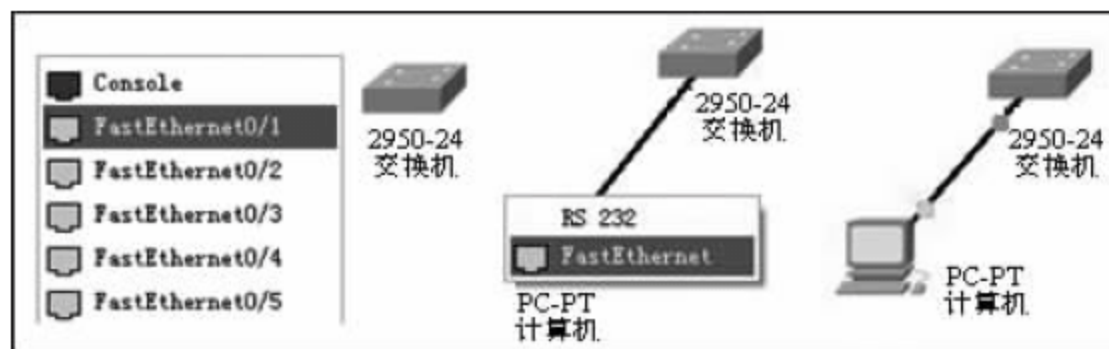 Console
FastEthernet0/1
FastEthernet0/2
FastEthernet0/3
FastEthernet0/4
FastEthernet0/5
2950-24
交换机
2950-24
交换机
RS 232
FastEthernet
PC-PT
计算机
2950-24
交换机
PC-PT
计算机